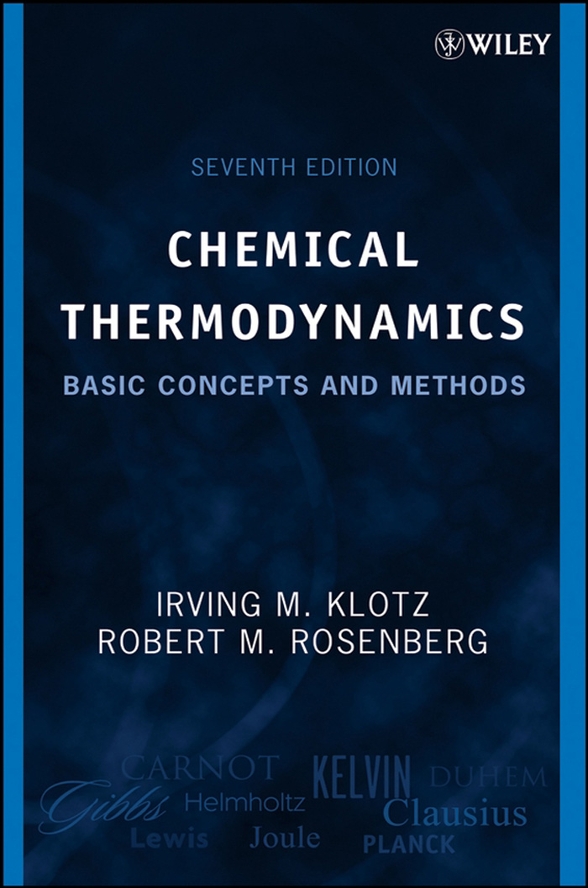 WILEY
SEVENTH EDITION
CHEMICAL
THERMODYNAMICS
BASIC CONCEPTS AND METHODS
IRVING M. KLOTZ
ROBERT M. ROSENBERG
CARNOT KELVIN DUHEM
Gibbs Helmholtz Clausius
Lewis Joule PLANCK